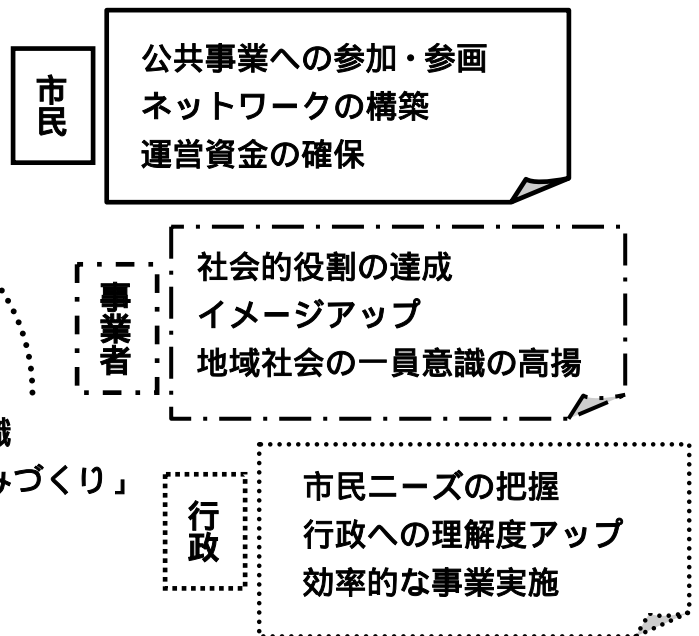 市民
公共事業への参加・参画
ネットワークの構築
運営資金の確保
事業者
社会的役割の達成
イメージアップ
地域社会の一員意識の高揚
づくり」
行政
市民ニーズの把握
行政への理解度アップ
効率的な事業実施